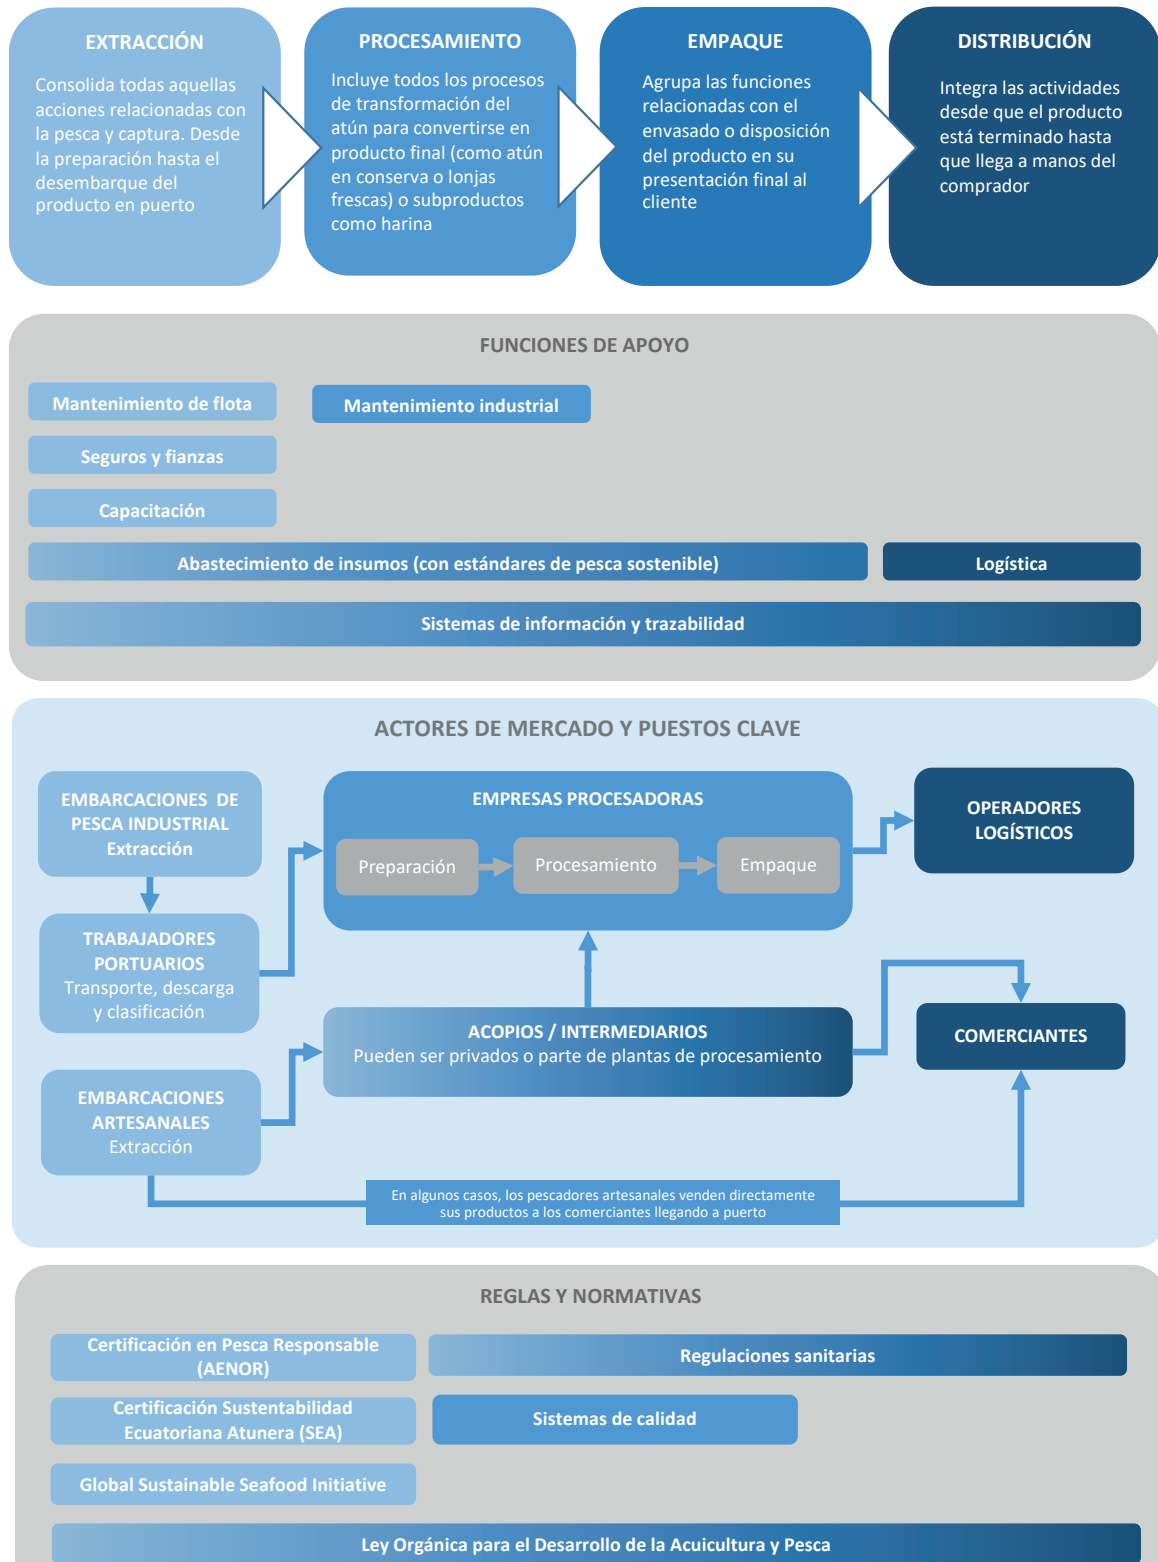 EXTRACCIÓN
Consolida todas aquellas
acciones relacionadas con
la pesca y captura. Desde
la preparación hasta el
desembarque del
producto en puerto
PROCESAMIENTO
Incluye todos los procesos
de transformación del
atún para convertirse en
producto final (como atún
en conserva o lonjas
frescas) o subproductos
como harina
EMPAQUE
Agrupa las funciones
relacionadas con el
envasado o disposición
del producto en su
presentación final al
cliente
DISTRIBUCIÓN
Integra las actividades
desde que el producto
está terminado hasta
que llega a manos del
comprador
FUNCIONES DE APOYO
Mantenimiento de flota
Mantenimiento industrial
Seguros y fianzas
Capacitación
Abastecimiento de insumos (con estándares de pesca sostenible)
Logística
Sistemas de información y trazabilidad
ACTORES DE MERCADO Y PUESTOS CLAVE
EMBARCACIONES DE
PESCA INDUSTRIAL
Extracción
EMPRESAS PROCESADORAS
Preparación
Procesamiento
Empaque
OPERADORES
LOGÍSTICOS
TRABAJADORES
PORTUARIOS
Transporte, descarga
y clasificación
ACOPIOS / INTERMEDIARIOS
Pueden ser privados o parte de plantas de procesamiento
COMERCIANTES
EMBARCACIONES
ARTESANALES
Extracción
En algunos casos, los pescadores artesanales venden directamente
sus productos a los comerciantes llegando a puerto
REGLAS Y NORMATIVAS
Certificación en Pesca Responsable
(AENOR)
Regulaciones sanitarias
Certificación Sustentabilidad
Ecuatoriana Atunera (SEA)
Sistemas de calidad
Global Sustainable Seafood Initiative
Ley Orgánica para el Desarrollo de la Acuicultura y Pesca